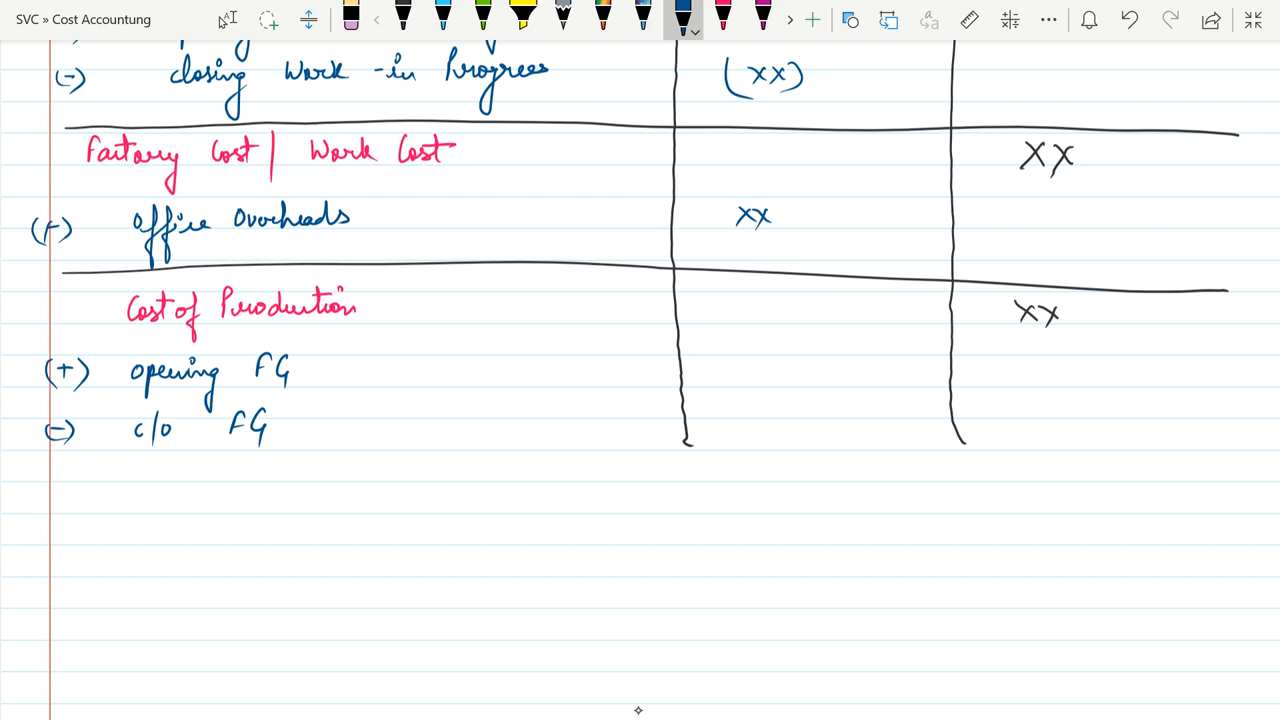 SVC » Cost Accountung
(-) closing Work -in Progress (xx)
Factory Cost | Work Cost XX
(+) office overheads xx
Cost of Production xx
(+) opening FG
(-) c/o FG